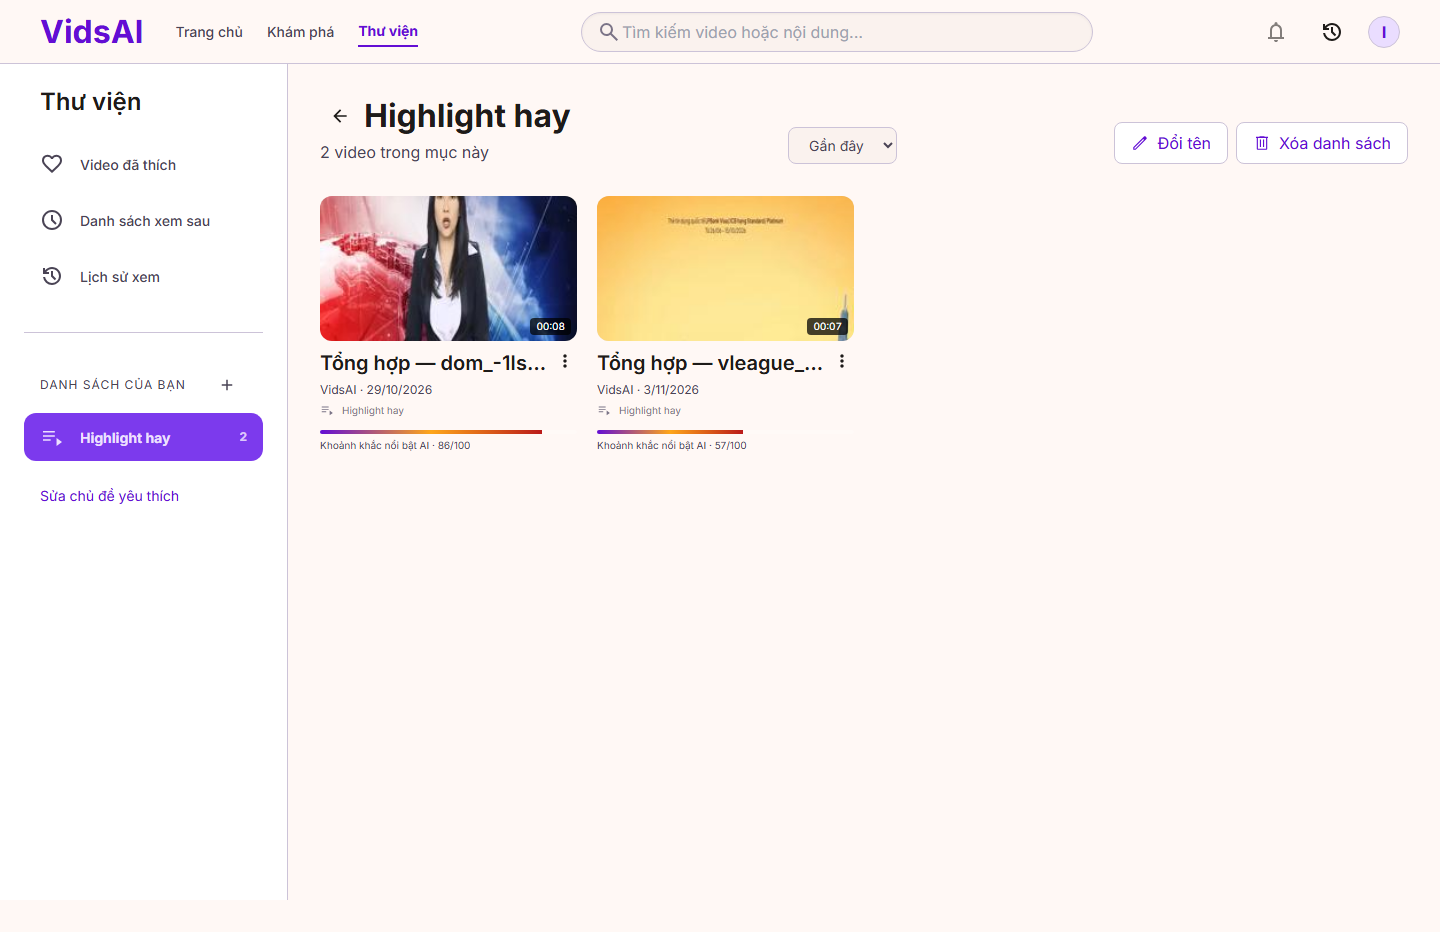 VidsAI
Trang chủ
Khám phá
Thư viện
Tìm kiếm video hoặc nội dung...
I
Thư viện
Video đã thích
Danh sách xem sau
Lịch sử xem
DANH SÁCH CỦA BẠN
Highlight hay
2
Sửa chủ đề yêu thích
Highlight hay
2 video trong mục này
Gần đây
Đổi tên
Xóa danh sách
00:08
Tổng hợp — dom_-1ls...
VidsAI · 29/10/2026
Highlight hay
Khoảnh khắc nổi bật AI · 86/100
00:07
Tổng hợp — vleague_...
VidsAI · 3/11/2026
Highlight hay
Khoảnh khắc nổi bật AI · 57/100